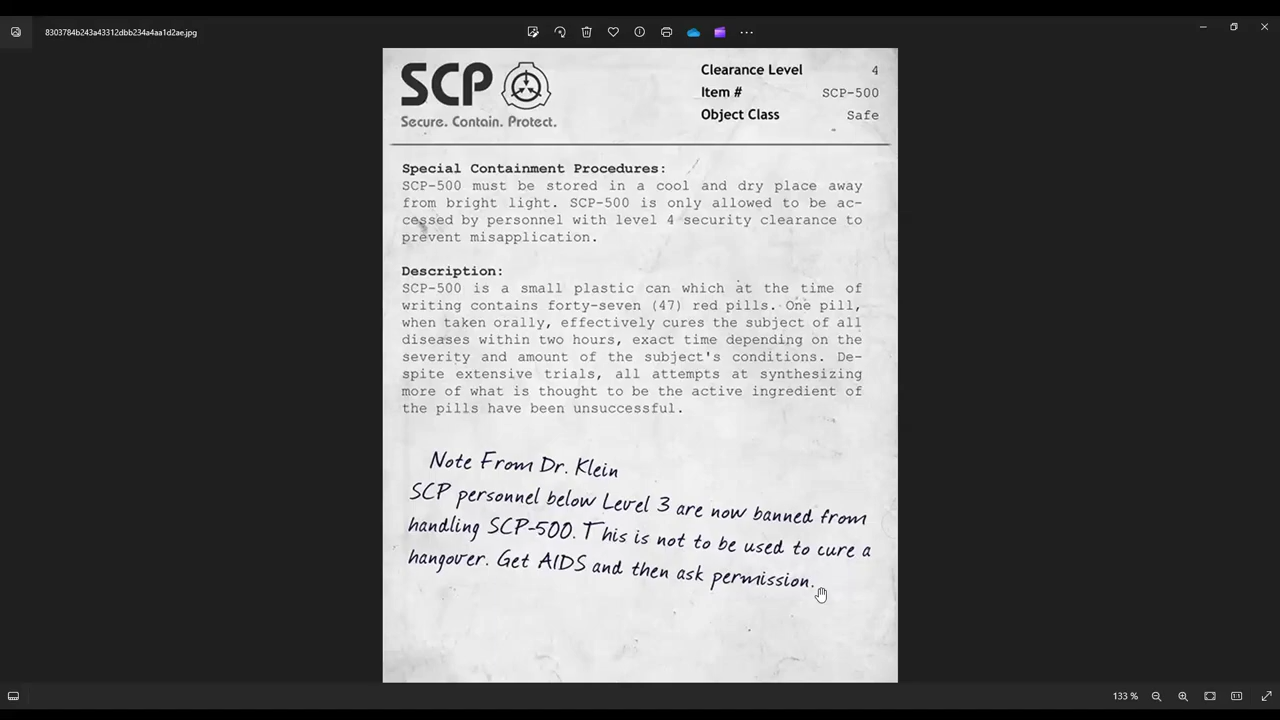 8303784b243a43312dbb234a4aa1d2ae.jpg
SCP
Secure. Contain. Protect.
Clearance Level 4
Item # SCP-500
Object Class Safe
Special Containment Procedures:
SCP-500 must be stored in a cool and dry place away
from bright light. SCP-500 is only allowed to be ac-
cessed by personnel with level 4 security clearance to
prevent misapplication.
Description:
SCP-500 is a small plastic can which at the time of
writing contains forty-seven (47) red pills. One pill,
when taken orally, effectively cures the subject of all
diseases within two hours, exact time depending on the
severity and amount of the subject's conditions. De-
spite extensive trials, all attempts at synthesizing
more of what is thought to be the active ingredient of
the pills have been unsuccessful.
Note From Dr. Klein
SCP personnel below Level 3 are now banned from
handling SCP-500. This is not to be used to cure a
hangover. Get AIDS and then ask permission.
133 %